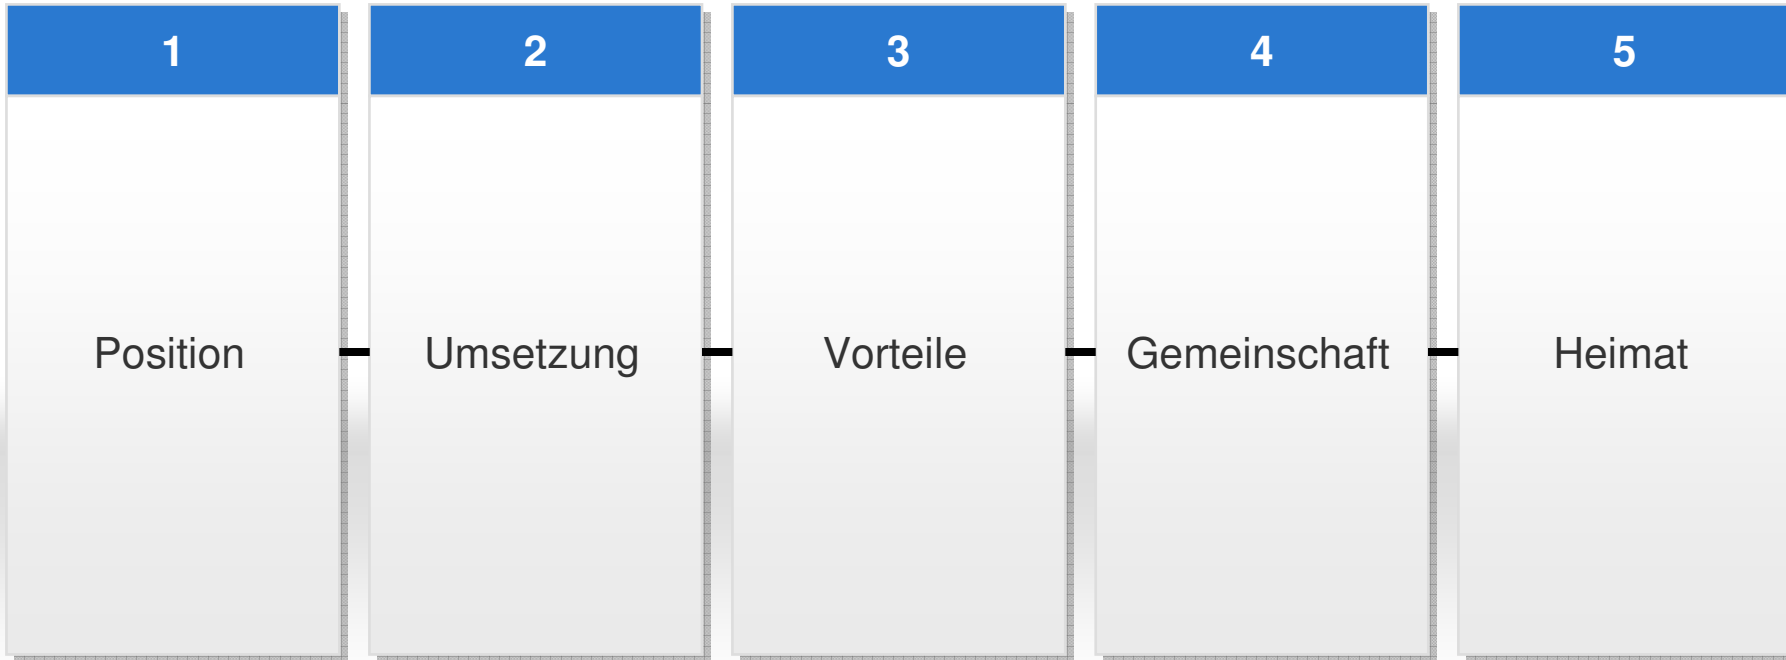 1
Position
2
Umsetzung
3
Vorteile
4
Gemeinschaft
5
Heimat